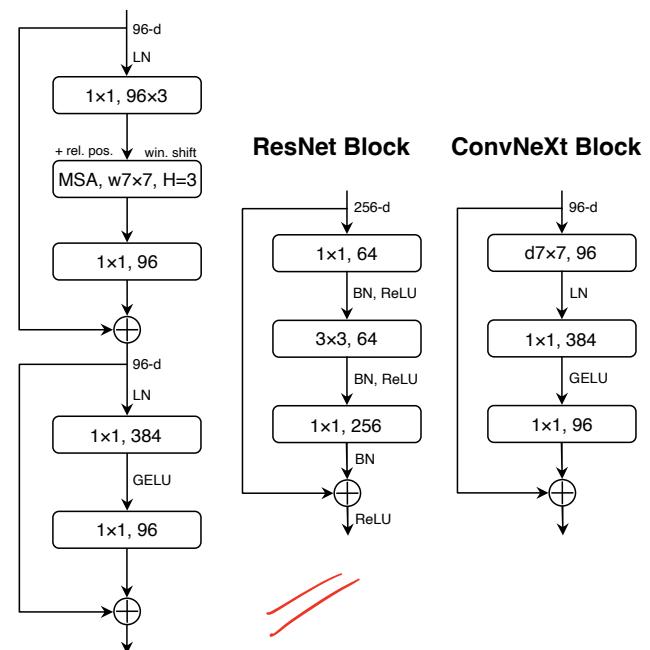 96-d
LN
1×1, 96×3
+ rel. pos. win. shift
MSA, w7×7, H=3
1×1, 96
96-d
LN
1×1, 384
GELU
1×1, 96
ResNet Block
256-d
1×1, 64
BN, ReLU
3×3, 64
BN, ReLU
1×1, 256
BN
ReLU
ConvNeXt Block
96-d
d7×7, 96
LN
1×1, 384
GELU
1×1, 96